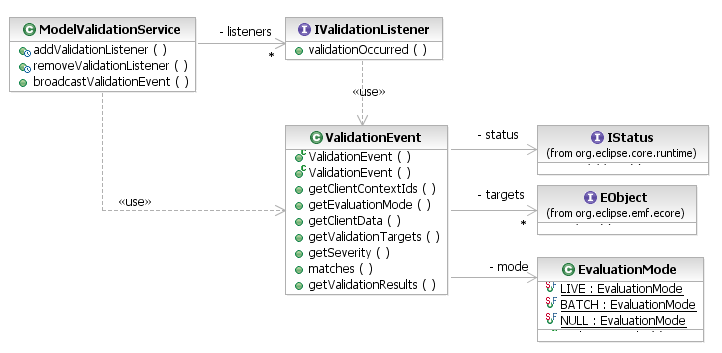 ModelValidationService
addValidationListener ( )
removeValidationListener ( )
broadcastValidationEvent ( )
- listeners
*
IValidationListener
validationOccurred ( )
«use»
«use»
ValidationEvent
ValidationEvent ( )
ValidationEvent ( )
getClientContextIds
getEvaluationMode ( )
getClientData ( )
getValidationTargets ( )
getSeverity ( )
matches ( )
getValidationResults ( )
- status
IStatus
(from org.eclipse.core.runtime)
- targets
*
EObject
(from org.eclipse.emf.ecore)
- mode
EvaluationMode
LIVE : EvaluationMode
BATCH : EvaluationMode
NULL : EvaluationMode